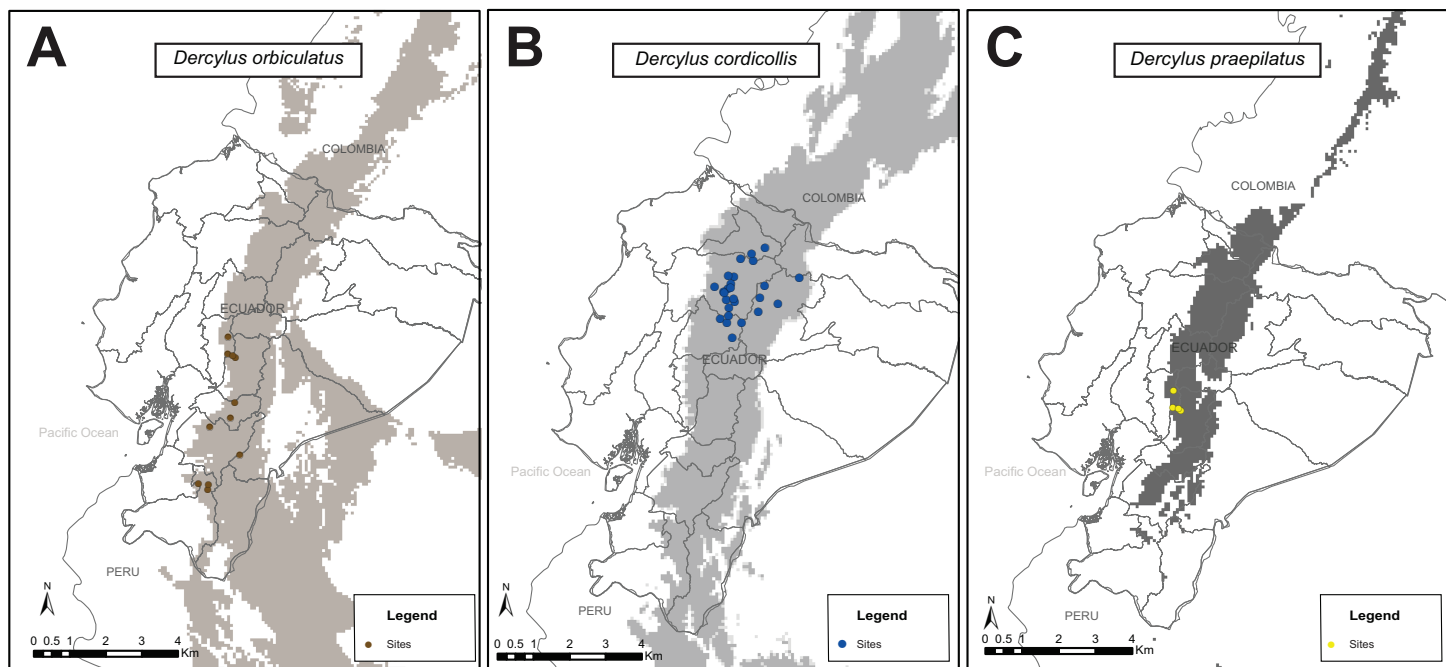 A
Dercylus orbiculatus
COLOMBIA
ECUADOR
Pacific Ocean
PERU
N
0 0.5 1 2 3 4
Km
Legend
Sites
B
Dercylus cordicollis
COLOMBIA
ECUADOR
Pacific Ocean
PERU
N
0 0.5 1 2 3 4
Km
Legend
Sites
C
Dercylus praepilatus
COLOMBIA
ECUADOR
Pacific Ocean
PERU
N
0 0.5 1 2 3 4
Km
Legend
Sites